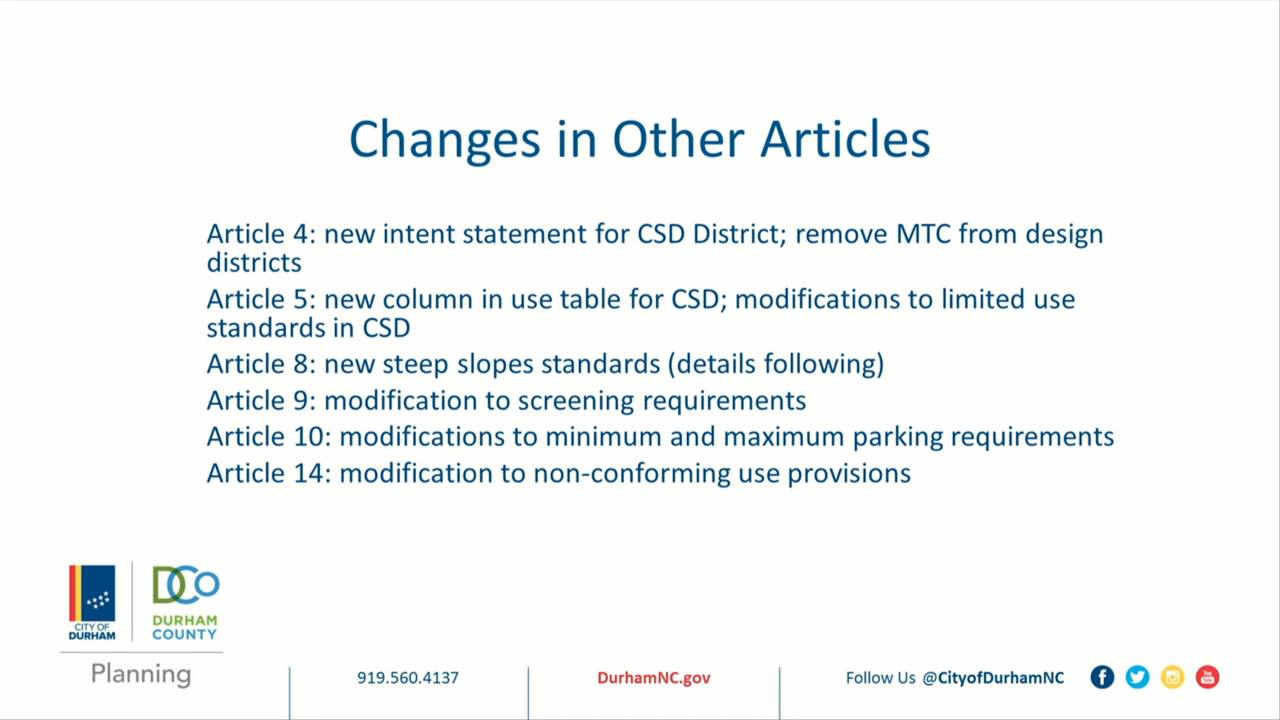 Changes in Other Articles
Article 4: new intent statement for CSD District; remove MTC from design
districts
Article 5: new column in use table for CSD; modifications to limited use
standards in CSD
Article 8: new steep slopes standards (details following)
Article 9: modification to screening requirements
Article 10: modifications to minimum and maximum parking requirements
Article 14: modification to non-conforming use provisions
CITY OF
DURHAM
DCO
DURHAM
COUNTY
Planning
919.560.4137
DurhamNC.gov
Follow Us @CityofDurhamNC
You
Tube